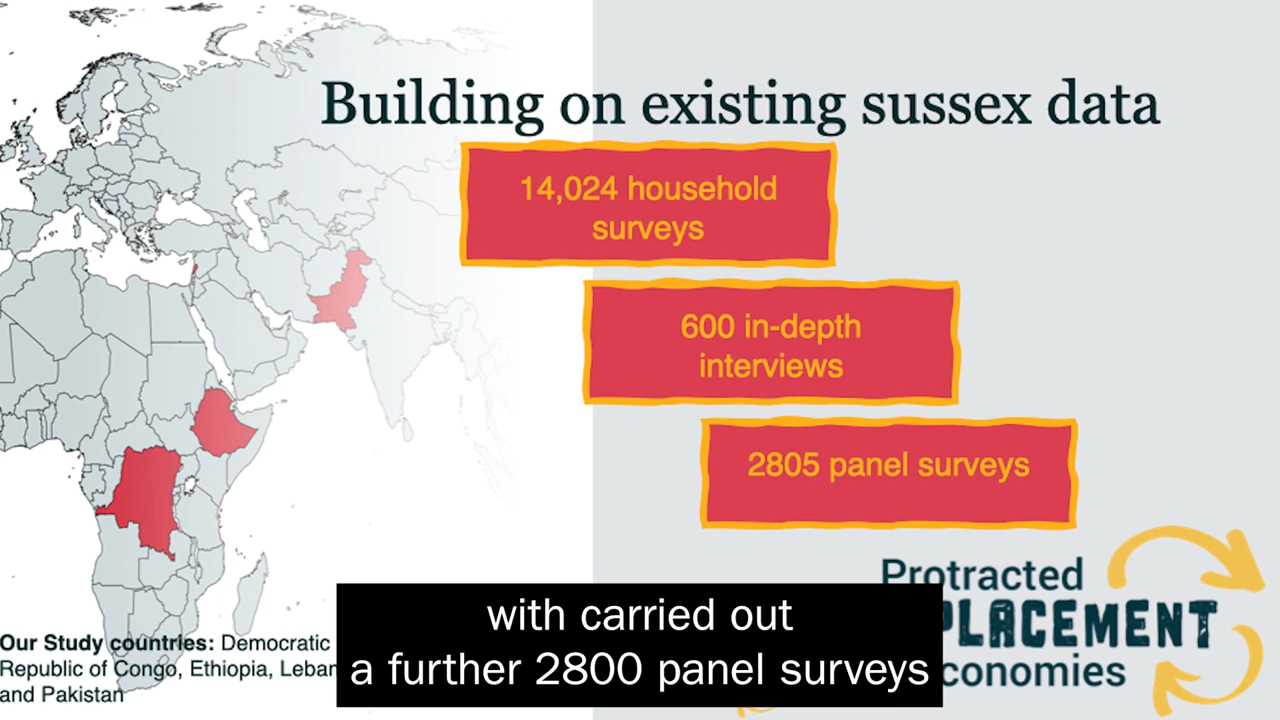 Building on existing sussex data
14,024 household
surveys
600 in-depth
interviews
2805 panel surveys
Protracted
PLACEMENT
conomies
Our Study countries: Democratic
Republic of Congo, Ethiopia, Leban
and Pakistan
with carried out
a further 2800 panel surveys